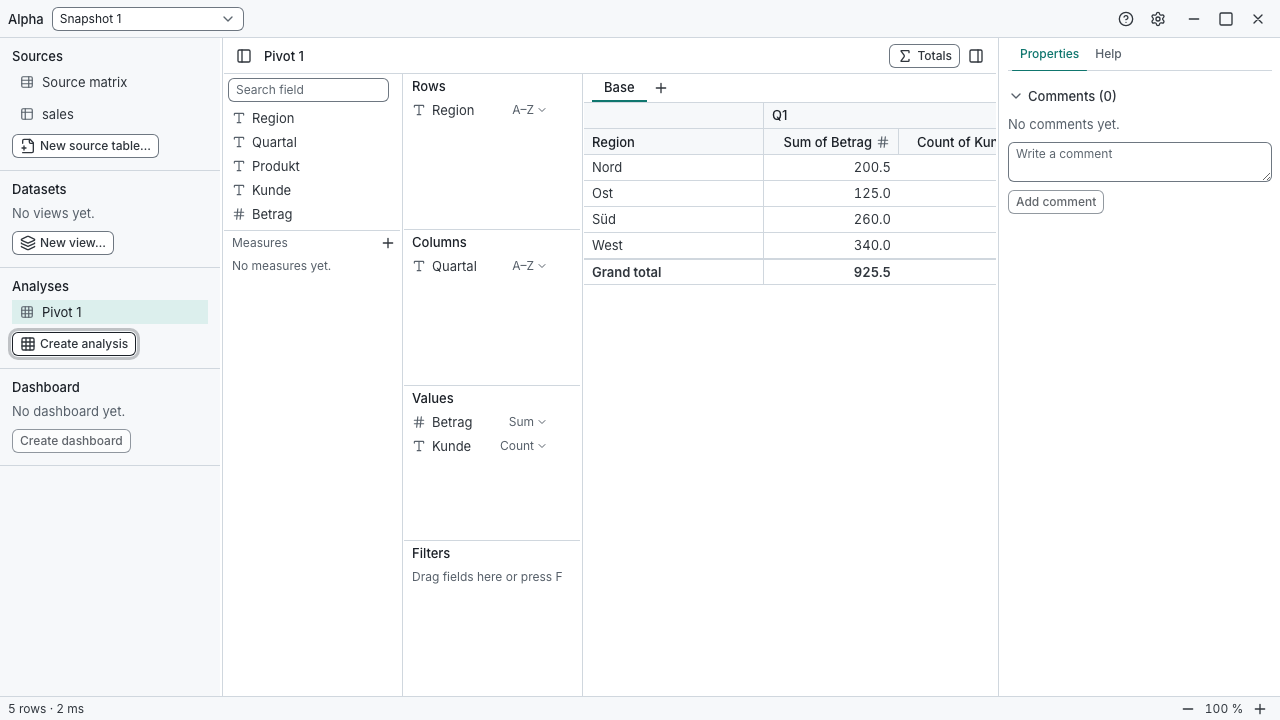 Alpha
Snapshot 1
Sources
Source matrix
sales
New source table...
Datasets
No views yet.
New view...
Analyses
Pivot 1
Create analysis
Dashboard
No dashboard yet.
Create dashboard
Pivot 1
Totals
Search field
Region
Quartal
Produkt
Kunde
Betrag
Measures
No measures yet.
Rows
Region A–Z
Columns
Quartal A–Z
Values
Betrag Sum
Kunde Count
Filters
Drag fields here or press F
Base
Q1
Region Sum of Betrag # Count of Kun
Nord 200.5
Ost 125.0
Süd 260.0
West 340.0
Grand total 925.5
Properties Help
Comments (0)
No comments yet.
Write a comment
Add comment
5 rows · 2 ms
100 %